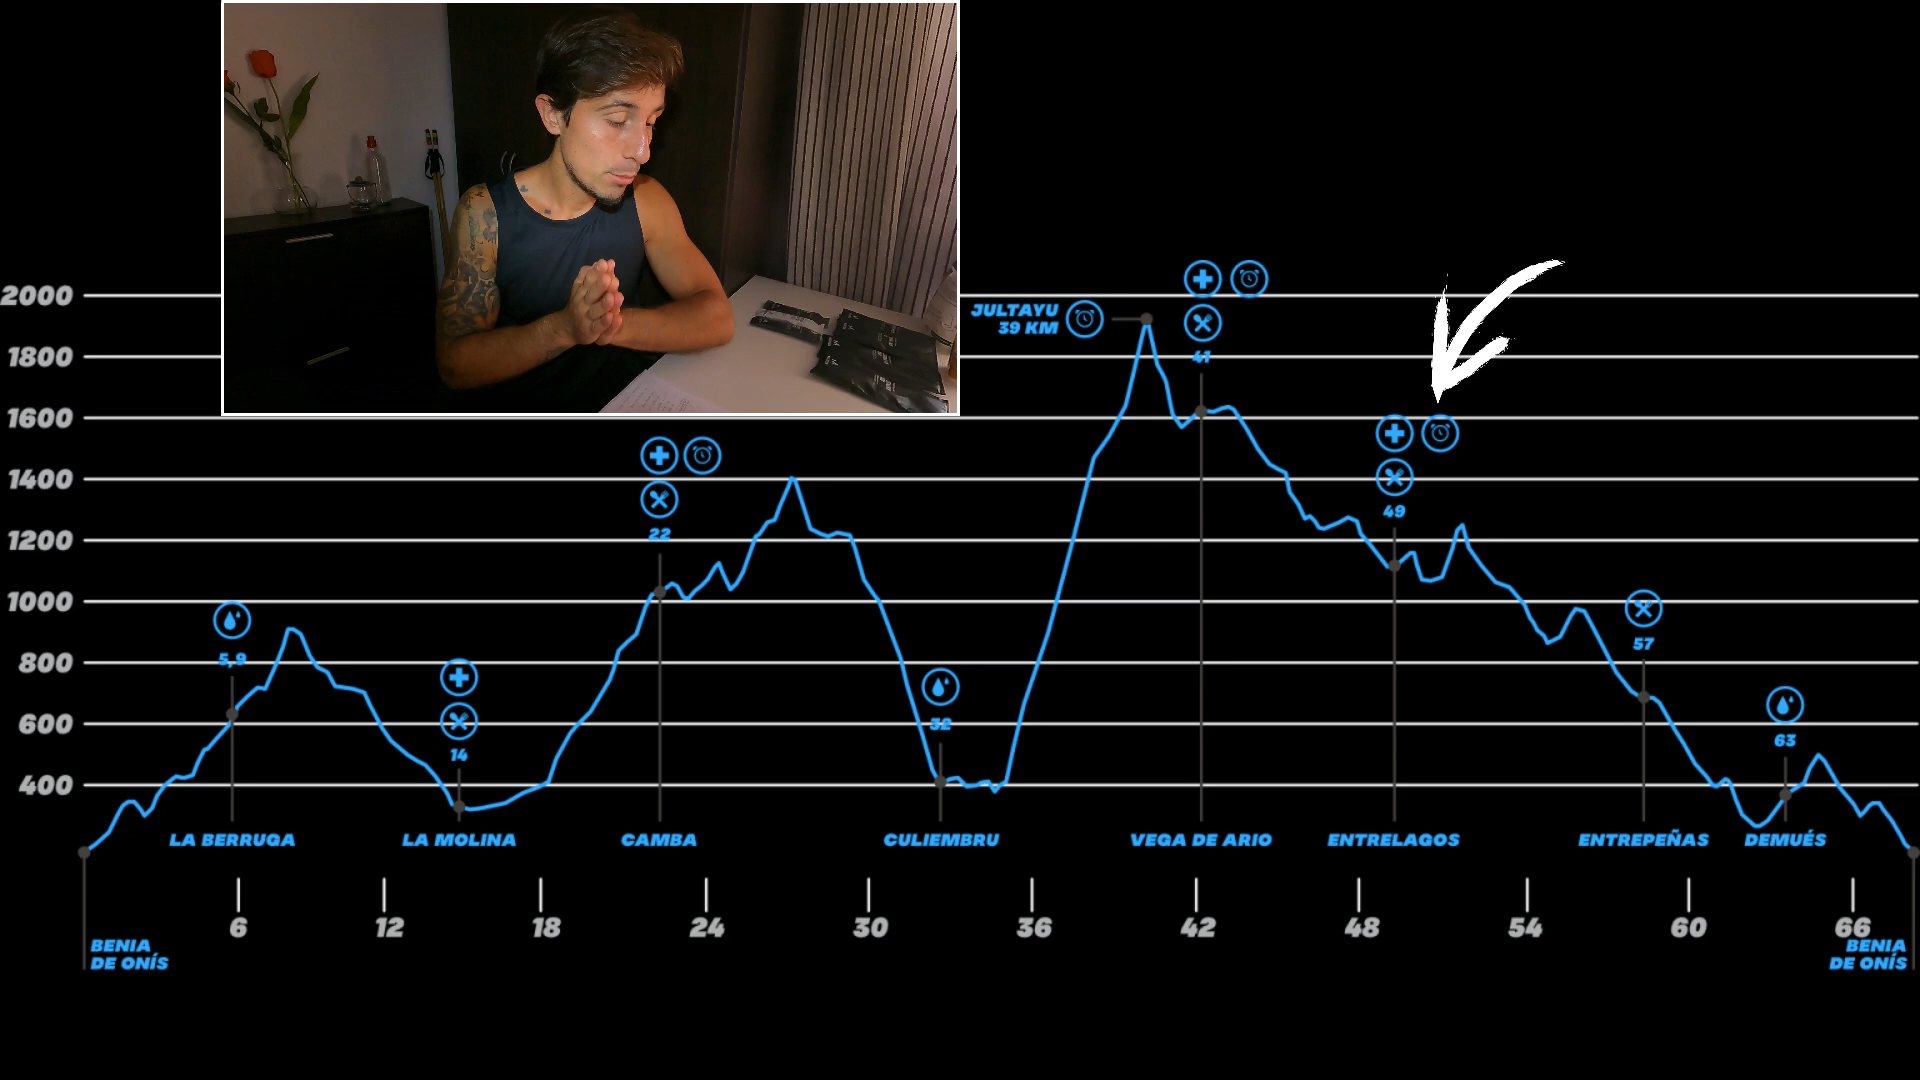 2000
1800
1600
1400
1200
1000
800
600
400
JULTAYU
39 KM
41
49
22
5,9
14
32
57
63
LA BERRUGA
LA MOLINA
CAMBA
CULIEMBRU
VEGA DE ARIO
ENTRELAGOS
ENTREPEÑAS
DEMUÉS
6
12
18
24
30
36
42
48
54
60
66
BENIA
DE ONÍS
BENIA
DE ONÍS